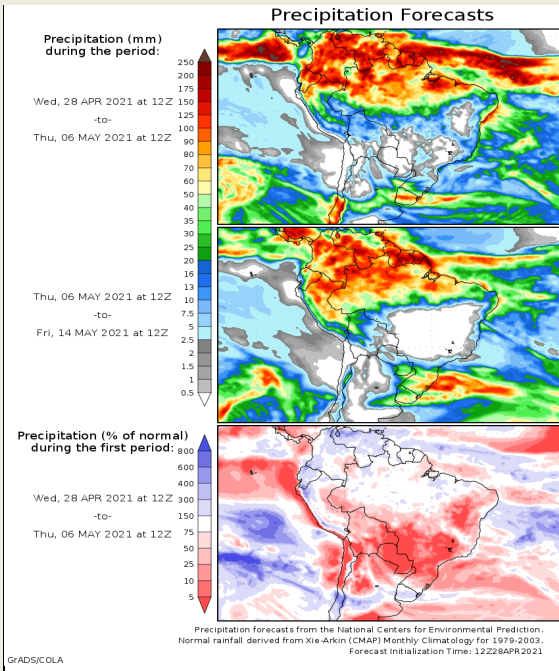 Precipitation Forecasts
Precipitation (mm)
during the period:
Wed, 28 APR 2021 at 12Z
-to-
Thu, 06 MAY 2021 at 12Z
250
200
175
150
125
100
90
80
70
60
50
40
35
30
25
20
16
13
10
7.5
5
2.5
2
1.5
1
0.5
Thu, 06 MAY 2021 at 12Z
-to-
Fri, 14 MAY 2021 at 12Z
Precipitation (% of normal)
during the first period:
Wed, 28 APR 2021 at 12Z
-to-
Thu, 06 MAY 2021 at 12Z
800
600
400
300
150
75
50
25
10
5
Precipitation forecasts from the National Centers for Environmental Prediction.
Normal rainfall derived from Xie-Arkin (CMAP) Monthly Climatology for 1979-2003.
Forecast Initialization Time: 12Z28APR2021
GrADS/COLA